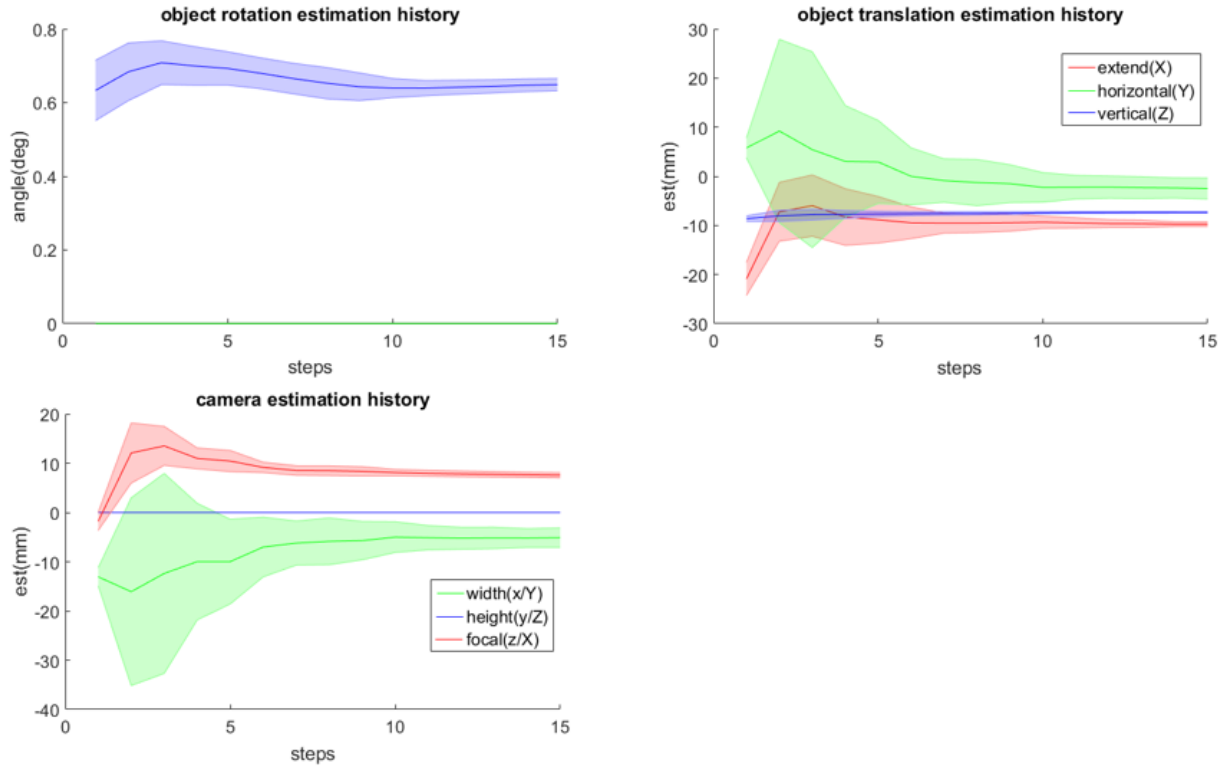 object rotation estimation history
0.8
0.6
0.4
0.2
0
angle(deg)
0 5 10 15
steps
object translation estimation history
30
20
10
0
-10
-20
-30
est(mm)
extend(X)
horizontal(Y)
vertical(Z)
0 5 10 15
steps
camera estimation history
20
10
0
-10
-20
-30
-40
est(mm)
width(x/Y)
height(y/Z)
focal(z/X)
0 5 10 15
steps